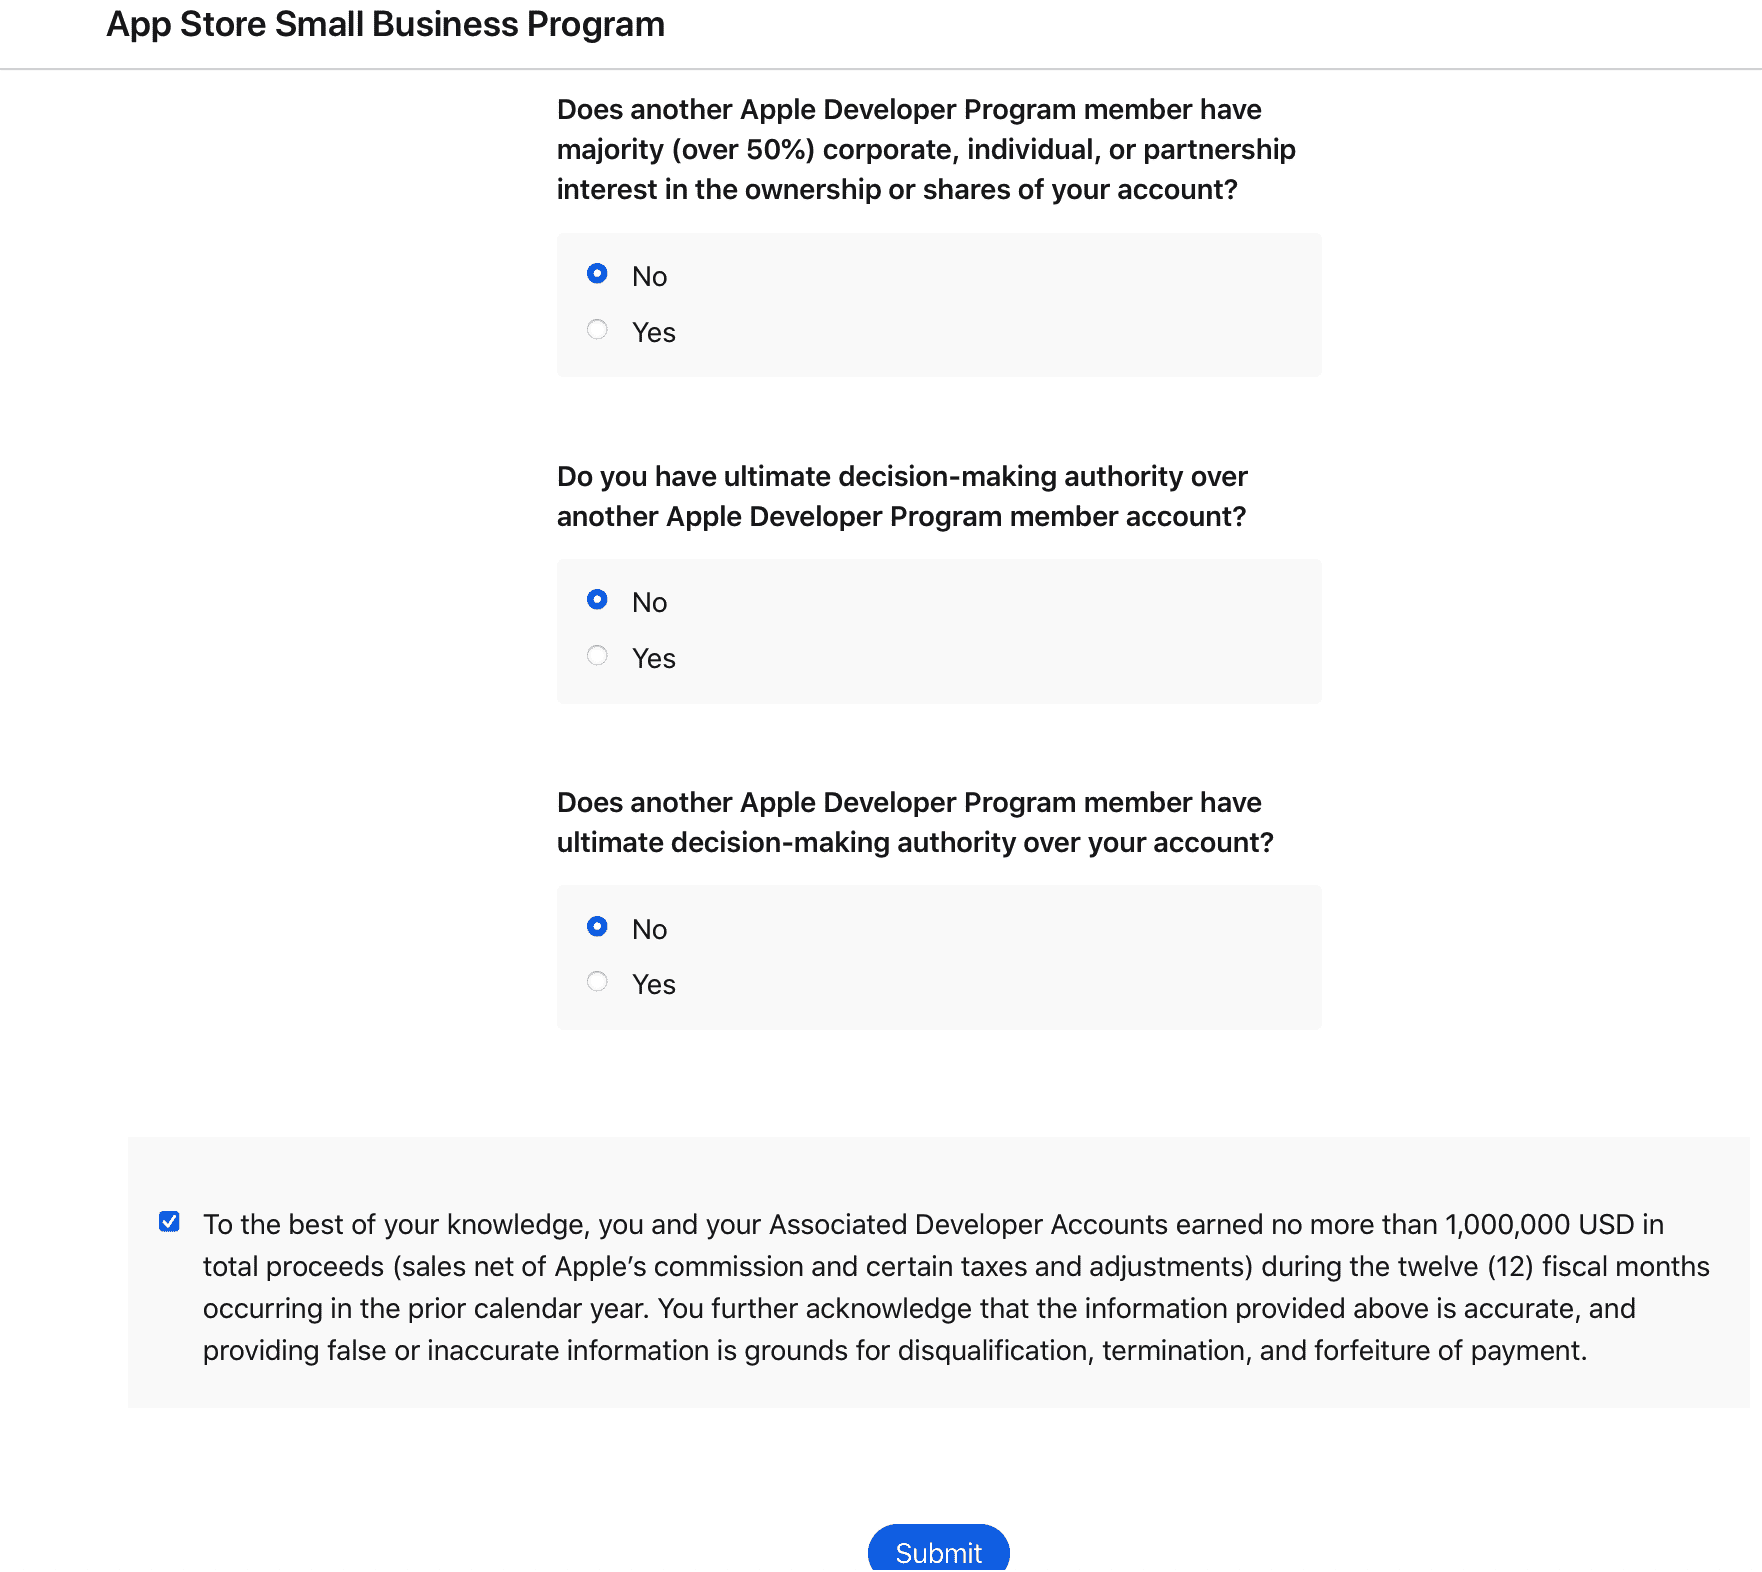 App Store Small Business Program
Does another Apple Developer Program member have
majority (over 50%) corporate, individual, or partnership
interest in the ownership or shares of your account?
No
Yes
Do you have ultimate decision-making authority over
another Apple Developer Program member account?
No
Yes
Does another Apple Developer Program member have
ultimate decision-making authority over your account?
No
Yes
To the best of your knowledge, you and your Associated Developer Accounts earned no more than 1,000,000 USD in
total proceeds (sales net of Apple’s commission and certain taxes and adjustments) during the twelve (12) fiscal months
occurring in the prior calendar year. You further acknowledge that the information provided above is accurate, and
providing false or inaccurate information is grounds for disqualification, termination, and forfeiture of payment.
Submit